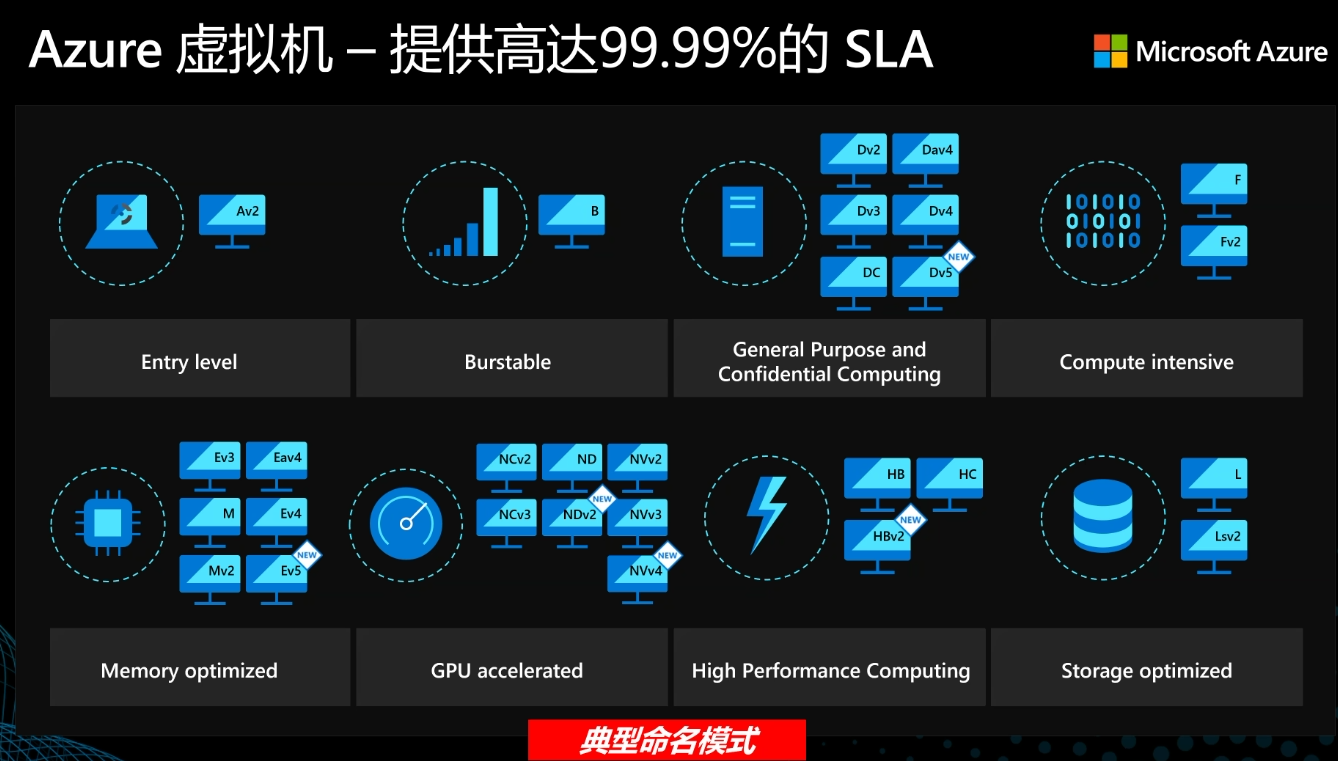 Azure 虚拟机 – 提供高达99.99%的 SLA
Microsoft Azure
Av2
B
Dv2
Dav4
Dv3
Dv4
DC
Dv5
NEW
F
Fv2
Entry level
Burstable
General Purpose and
Confidential Computing
Compute intensive
Ev3
Eav4
M
Ev4
Mv2
Ev5
NEW
NCv2
ND
NVv2
NCv3
NDv2
NEW
NVv3
NVv4
NEW
HB
HC
HBv2
NEW
L
Lsv2
Memory optimized
GPU accelerated
High Performance Computing
Storage optimized
典型命名模式